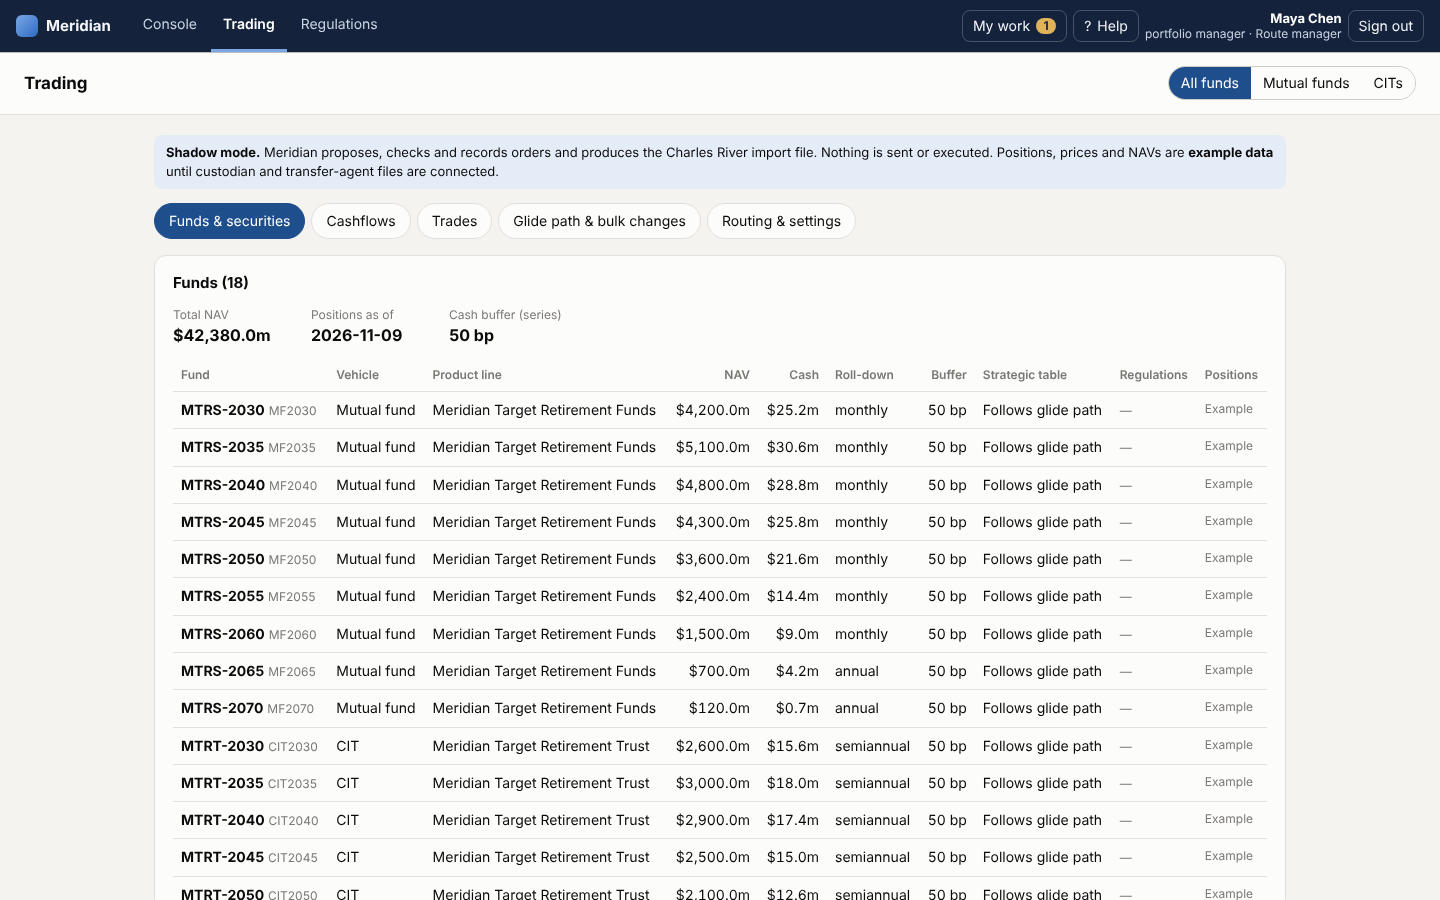 Meridian Console Trading Regulations My work 1 ? Help Maya Chen Sign out
portfolio manager · Route manager
Trading All funds Mutual funds CITs
Shadow mode. Meridian proposes, checks and records orders and produces the Charles River import file. Nothing is sent or executed. Positions, prices and NAVs are example data
until custodian and transfer-agent files are connected.
Funds & securities Cashflows Trades Glide path & bulk changes Routing & settings
Funds (18)
Total NAV Positions as of Cash buffer (series)
$42,380.0m 2026-11-09 50 bp
Fund Vehicle Product line NAV Cash Roll-down Buffer Strategic table Regulations Positions
MTRS-2030 MF2030 Mutual fund Meridian Target Retirement Funds $4,200.0m $25.2m monthly 50 bp Follows glide path — Example
MTRS-2035 MF2035 Mutual fund Meridian Target Retirement Funds $5,100.0m $30.6m monthly 50 bp Follows glide path — Example
MTRS-2040 MF2040 Mutual fund Meridian Target Retirement Funds $4,800.0m $28.8m monthly 50 bp Follows glide path — Example
MTRS-2045 MF2045 Mutual fund Meridian Target Retirement Funds $4,300.0m $25.8m monthly 50 bp Follows glide path — Example
MTRS-2050 MF2050 Mutual fund Meridian Target Retirement Funds $3,600.0m $21.6m monthly 50 bp Follows glide path — Example
MTRS-2055 MF2055 Mutual fund Meridian Target Retirement Funds $2,400.0m $14.4m monthly 50 bp Follows glide path — Example
MTRS-2060 MF2060 Mutual fund Meridian Target Retirement Funds $1,500.0m $9.0m monthly 50 bp Follows glide path — Example
MTRS-2065 MF2065 Mutual fund Meridian Target Retirement Funds $700.0m $4.2m annual 50 bp Follows glide path — Example
MTRS-2070 MF2070 Mutual fund Meridian Target Retirement Funds $120.0m $0.7m annual 50 bp Follows glide path — Example
MTRT-2030 CIT2030 CIT Meridian Target Retirement Trust $2,600.0m $15.6m semiannual 50 bp Follows glide path — Example
MTRT-2035 CIT2035 CIT Meridian Target Retirement Trust $3,000.0m $18.0m semiannual 50 bp Follows glide path — Example
MTRT-2040 CIT2040 CIT Meridian Target Retirement Trust $2,900.0m $17.4m semiannual 50 bp Follows glide path — Example
MTRT-2045 CIT2045 CIT Meridian Target Retirement Trust $2,500.0m $15.0m semiannual 50 bp Follows glide path — Example
MTRT-2050 CIT2050 CIT Meridian Target Retirement Trust $2,100.0m $12.6m semiannual 50 bp Follows glide path — Example